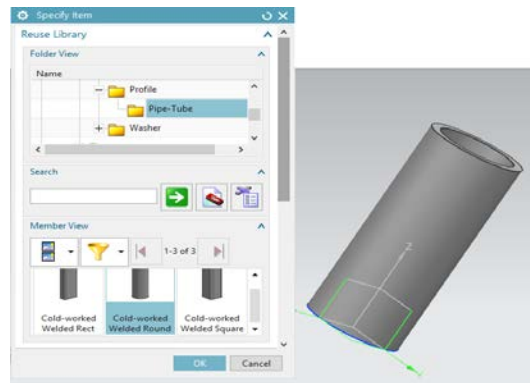 Specify Item
Reuse Library
Folder View
Name
Profile
Pipe-Tube
Washer
Search
Member View
1-3 of 3
Cold-worked
Welded Rect
Cold-worked
Welded Round
Cold-worked
Welded Square
OK
Cancel
Z